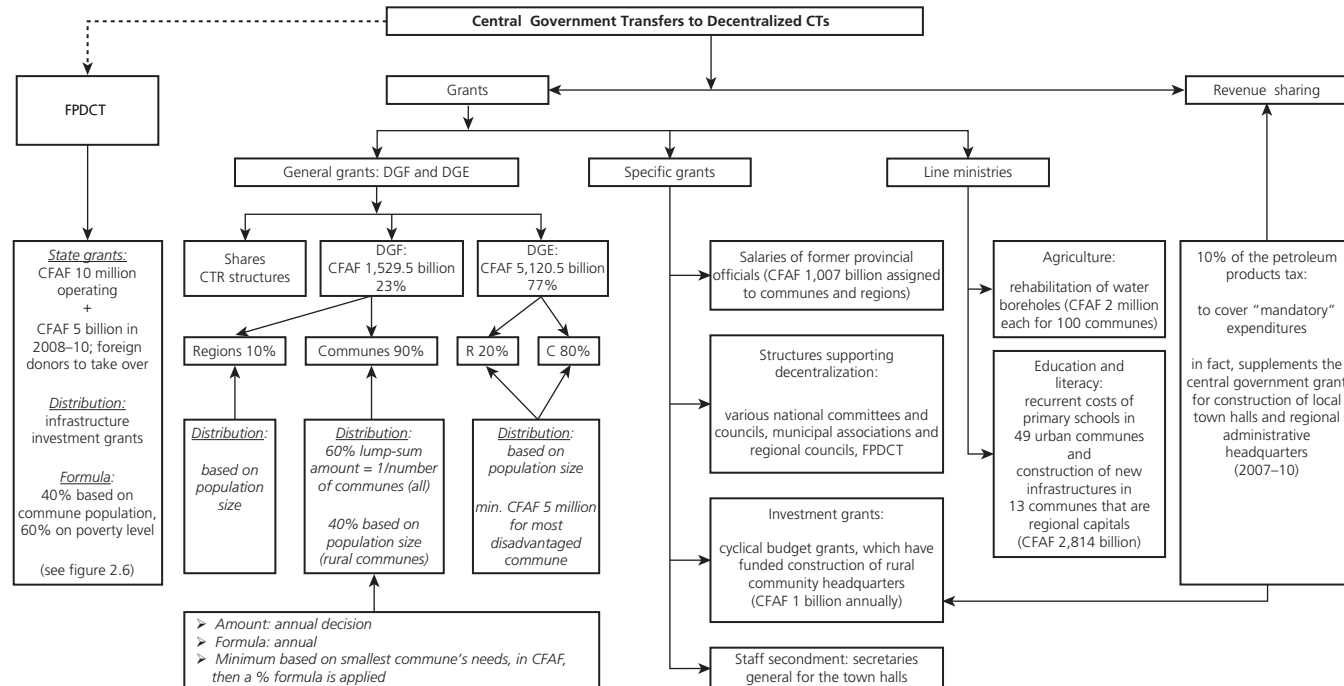 Central Government Transfers to Decentralized CTs
FPDCT
Grants
Revenue sharing
General grants: DGF and DGE
Specific grants
Line ministries
State grants:
CFAF 10 million
operating
+
CFAF 5 billion in
2008–10; foreign
donors to take over
Distribution:
infrastructure
investment grants
Formula:
40% based on
commune population,
60% on poverty level
(see figure 2.6)
Shares
CTR structures
DGF:
CFAF 1,529.5 billion
23%
DGE:
CFAF 5,120.5 billion
77%
Regions 10%
Communes 90%
R 20%
C 80%
Distribution:
based on
population
size
Distribution:
60% lump-sum
amount = 1/number
of communes (all)
40% based on
population size
(rural communes)
Distribution:
based on
population size
min. CFAF 5 million
for most
disadvantaged
commune
➢ Amount: annual decision
➢ Formula: annual
➢ Minimum based on smallest commune's needs, in CFAF,
then a % formula is applied
Salaries of former provincial
officials (CFAF 1,007 billion assigned
to communes and regions)
Structures supporting
decentralization:
various national committees and
councils, municipal associations and
regional councils, FPDCT
Investment grants:
cyclical budget grants, which have
funded construction of rural
community headquarters
(CFAF 1 billion annually)
Staff secondment: secretaries
general for the town halls
Agriculture:
rehabilitation of water
boreholes (CFAF 2 million
each for 100 communes)
Education and
literacy:
recurrent costs of
primary schools in
49 urban communes
and
construction of new
infrastructures in
13 communes that are
regional capitals
(CFAF 2,814 billion)
10% of the petroleum
products tax:
to cover “mandatory”
expenditures
in fact, supplements the
central government grant
for construction of local
town halls and regional
administrative
headquarters
(2007–10)